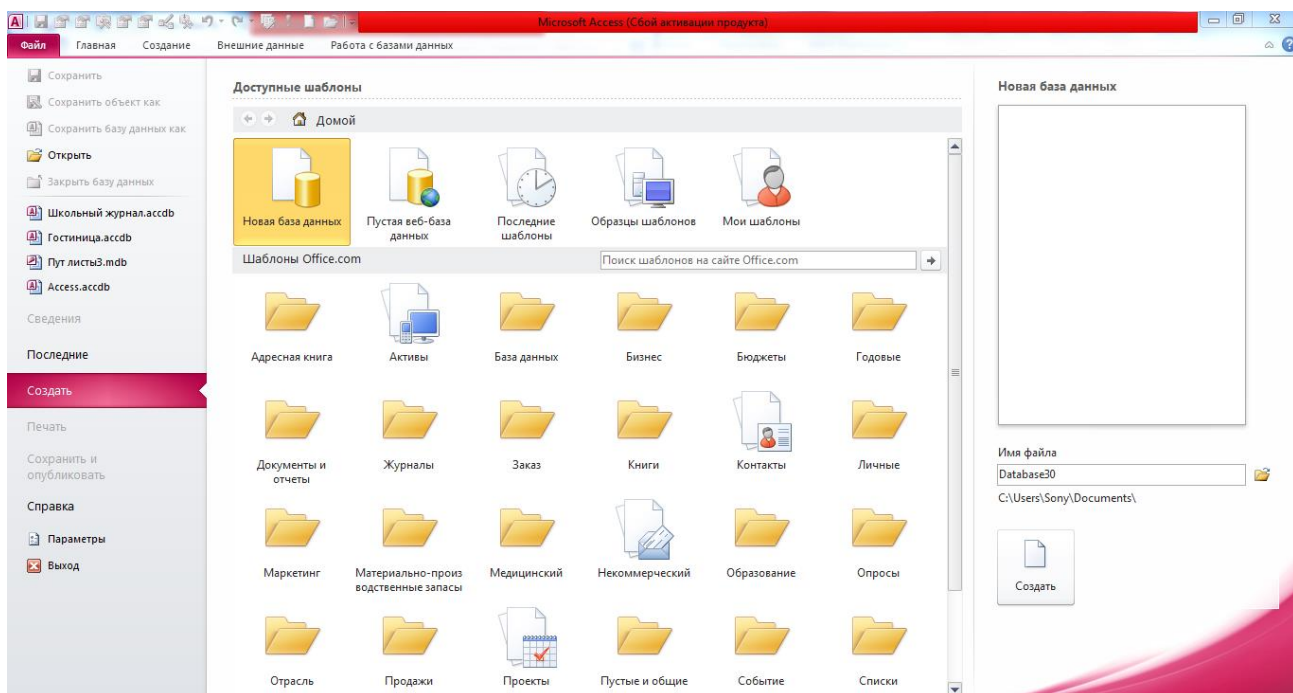 Microsoft Access (Сбой активации продукта)
Файл
Главная
Создание
Внешние данные
Работа с базами данных
Сохранить
Сохранить объект как
Сохранить базу данных как
Открыть
Закрыть базу данных
Школьный журнал.accdb
Гостиница.accdb
Пут листы3.mdb
Access.accdb
Сведения
Последние
Создать
Печать
Сохранить и
опубликовать
Справка
Параметры
Выход
Доступные шаблоны
Домой
Новая база данных
Пустая веб-база
данных
Последние
шаблоны
Образцы шаблонов
Мои шаблоны
Шаблоны Office.com
Поиск шаблонов на сайте Office.com
Адресная книга
Активы
База данных
Бизнес
Бюджеты
Годовые
Документы и
отчеты
Журналы
Заказ
Книги
Контакты
Личные
Маркетинг
Материально-произ
водственные запасы
Медицинский
Некоммерческий
Образование
Опросы
Отрасль
Продажи
Проекты
Пустые и общие
Событие
Списки
Новая база данных
Имя файла
Database30
C:\Users\Sony\Documents\
Создать